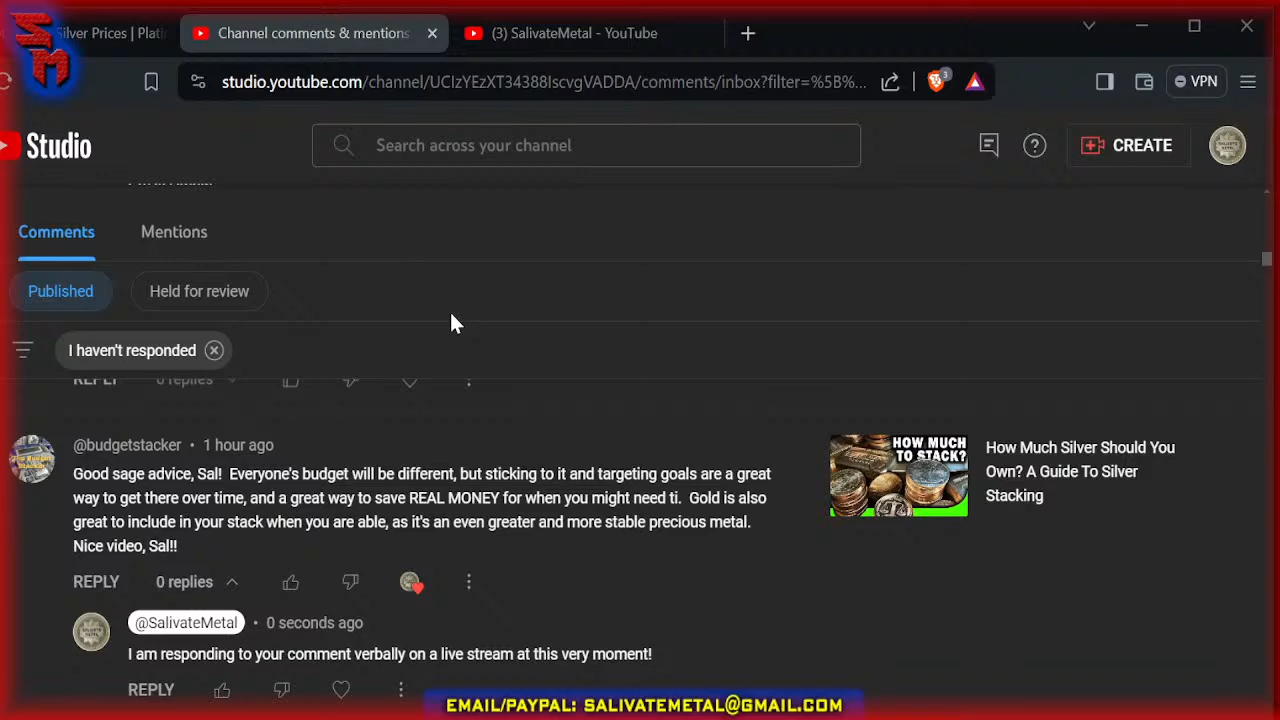 SM
Silver Prices | Plati
Channel comments & mentions
(3) SalivateMetal - YouTube
studio.youtube.com/channel/UCIzYEzXT34388IscvgVADDA/comments/inbox?filter=%5B%...
3
VPN
Studio
Search across your channel
CREATE
Comments
Mentions
Published
Held for review
I haven't responded
REPLY
0 replies
@budgetstacker • 1 hour ago
Good sage advice, Sal! Everyone's budget will be different, but sticking to it and targeting goals are a great
way to get there over time, and a great way to save REAL MONEY for when you might need ti. Gold is also
great to include in your stack when you are able, as it's an even greater and more stable precious metal.
Nice video, Sal!!
HOW MUCH
TO STACK?
How Much Silver Should You
Own? A Guide To Silver
Stacking
REPLY
0 replies
@SalivateMetal • 0 seconds ago
I am responding to your comment verbally on a live stream at this very moment!
REPLY
EMAIL/PAYPAL: SALIVATEMETAL@GMAIL.COM